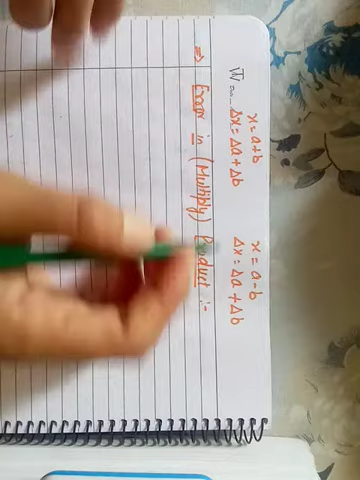 x = a + b    x = a - b
Δx = Δa + Δb    Δx = Δa + Δb
⇒ Error in (Multiply) Product :-